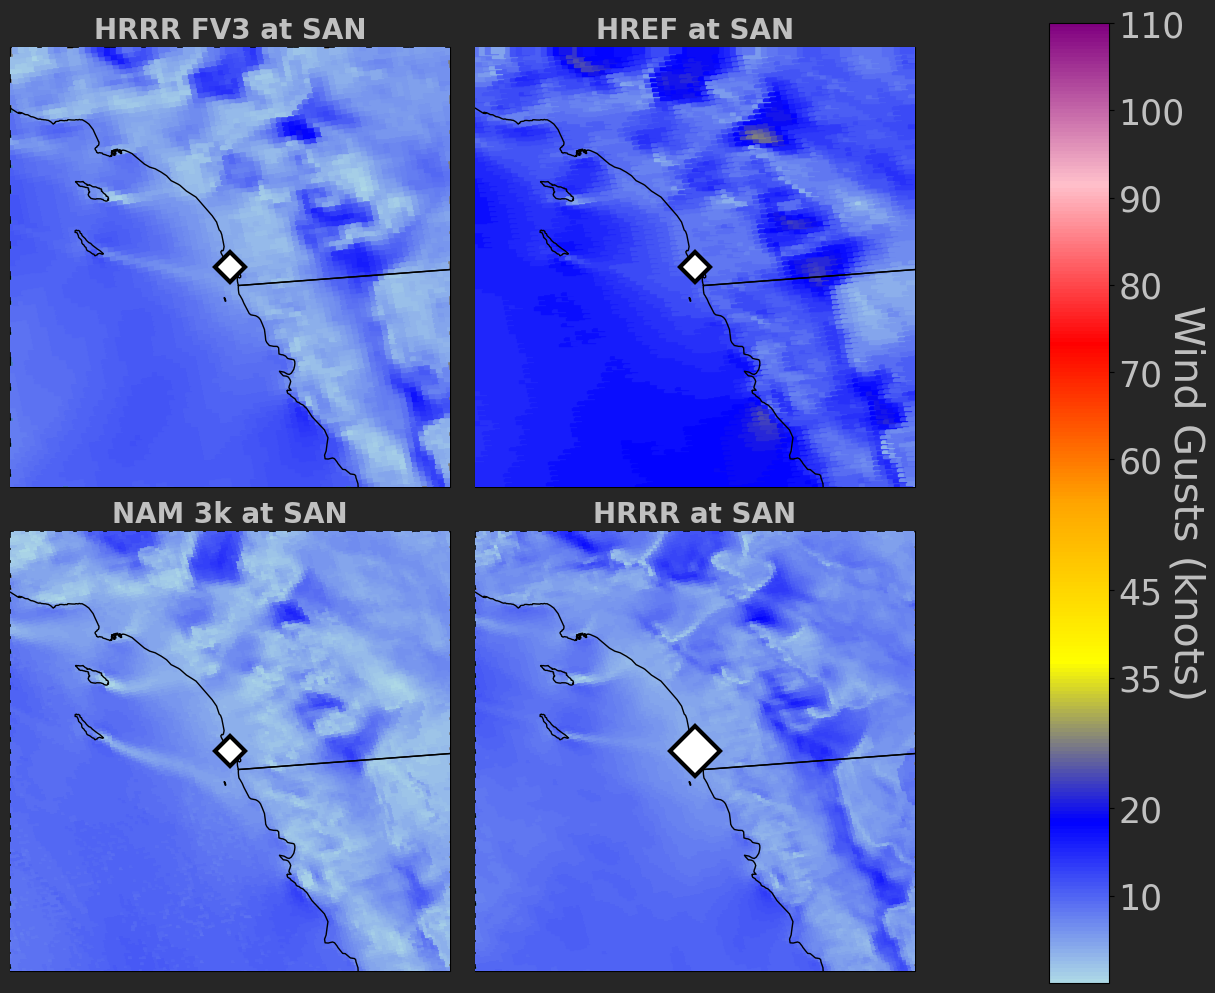 HRRR FV3 at SAN
HREF at SAN
NAM 3k at SAN
HRRR at SAN
110
100
90
80
70
60
45
35
20
10
Wind Gusts (knots)